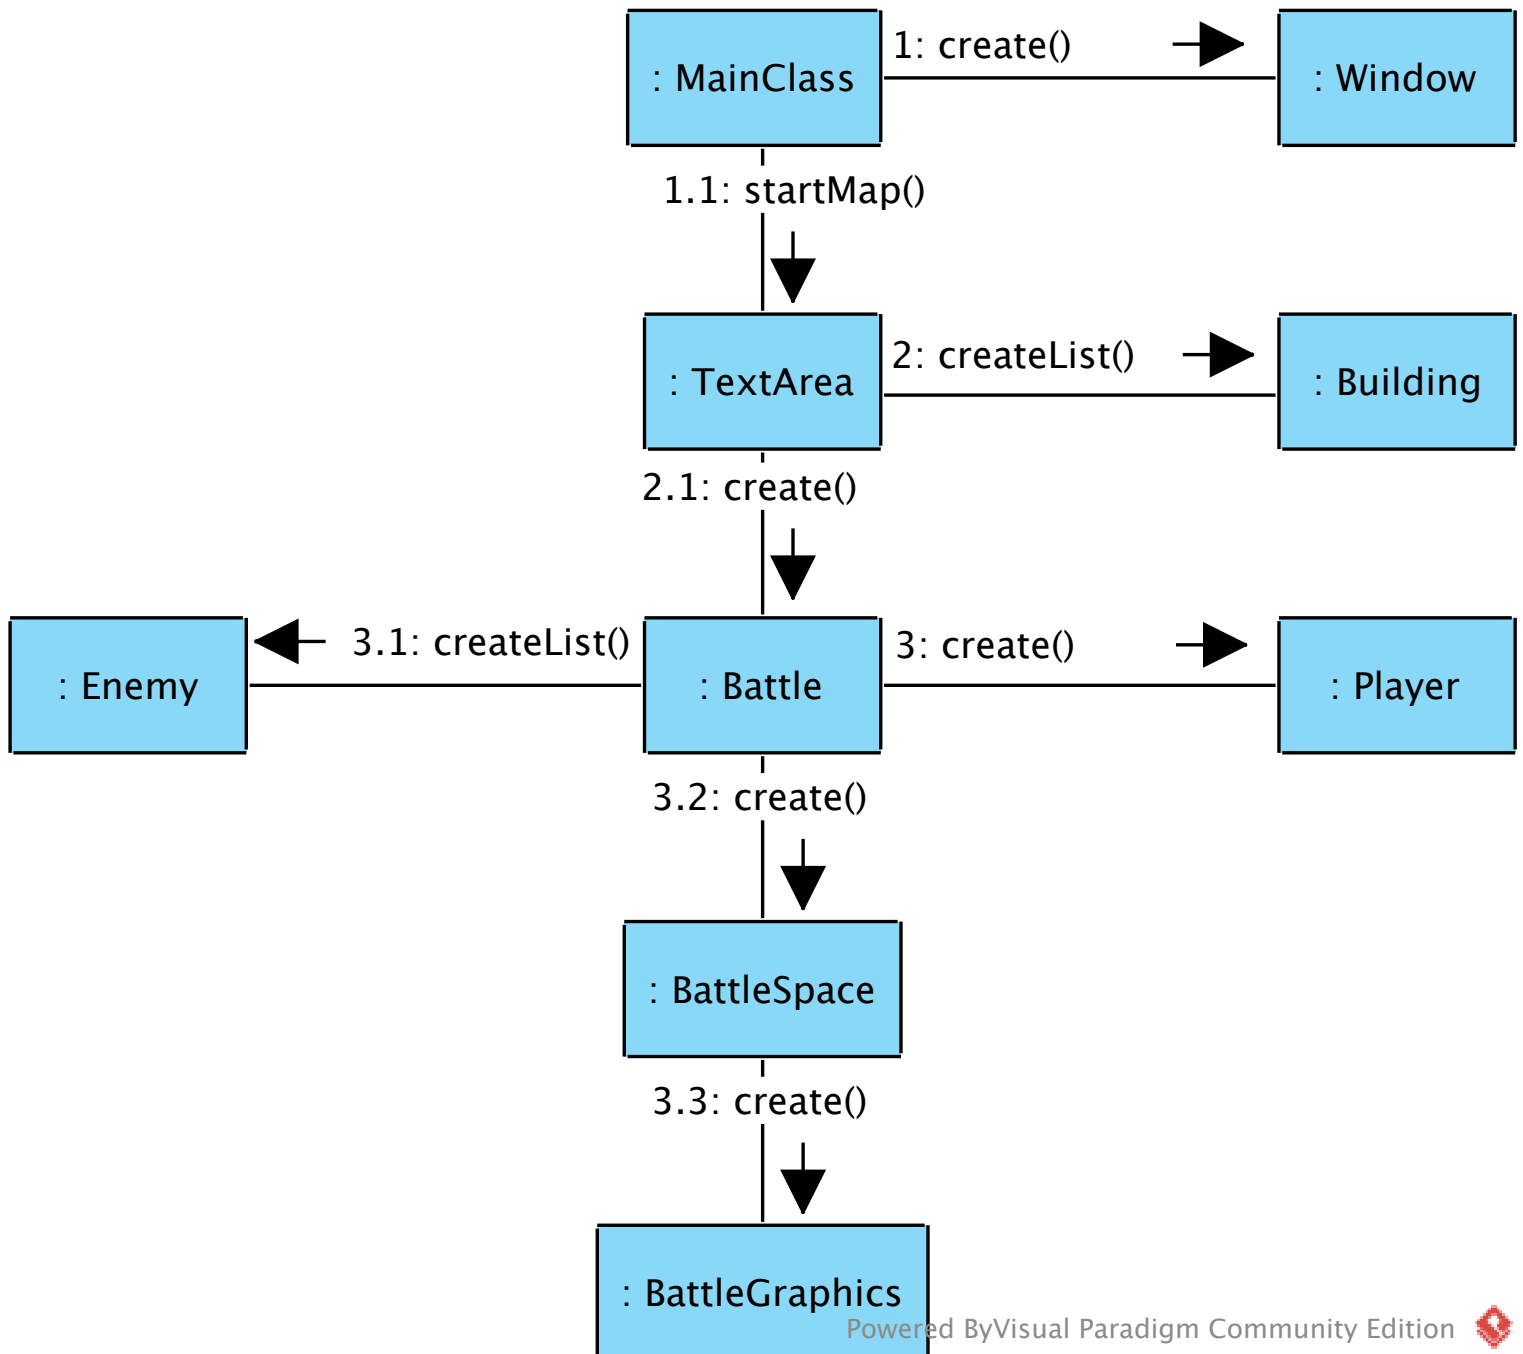 : MainClass
1: create()
: Window
1.1: startMap()
: TextArea
2: createList()
: Building
2.1: create()
: Enemy
3.1: createList()
: Battle
3: create()
: Player
3.2: create()
: BattleSpace
3.3: create()
: BattleGraphics
Powered ByVisual Paradigm Community Edition